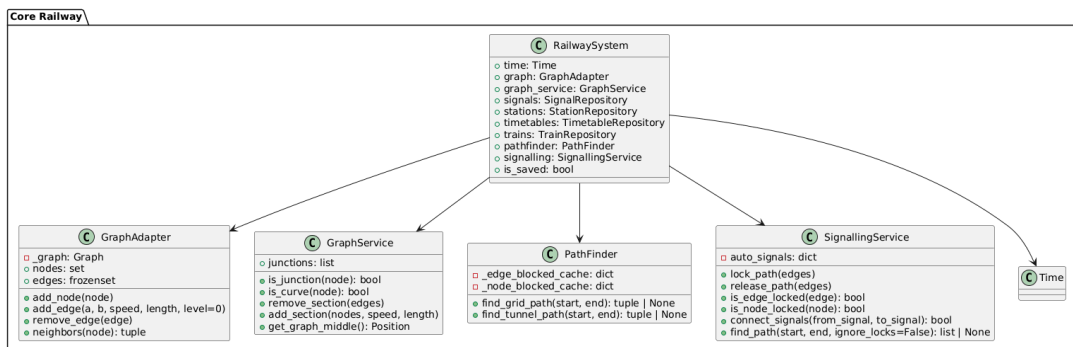 Core Railway
C RailwaySystem
time: Time
graph: GraphAdapter
graph_service: GraphService
signals: SignalRepository
stations: StationRepository
timetables: TimetableRepository
trains: TrainRepository
pathfinder: PathFinder
signalling: SignallingService
is_saved: bool
C GraphAdapter
_graph: Graph
nodes: set
edges: frozenset
add_node(node)
add_edge(a, b, speed, length, level=0)
remove_edge(edge)
neighbors(node): tuple
C GraphService
junctions: list
is_junction(node): bool
is_curve(node): bool
remove_section(edges)
add_section(nodes, speed, length)
get_graph_middle(): Position
C PathFinder
_edge_blocked_cache: dict
_node_blocked_cache: dict
find_grid_path(start, end): tuple | None
find_tunnel_path(start, end): tuple | None
C SignallingService
auto_signals: dict
lock_path(edges)
release_path(edges)
is_edge_locked(edge): bool
is_node_locked(node): bool
connect_signals(from_signal, to_signal): bool
find_path(start, end, ignore_locks=False): list | None
C Time